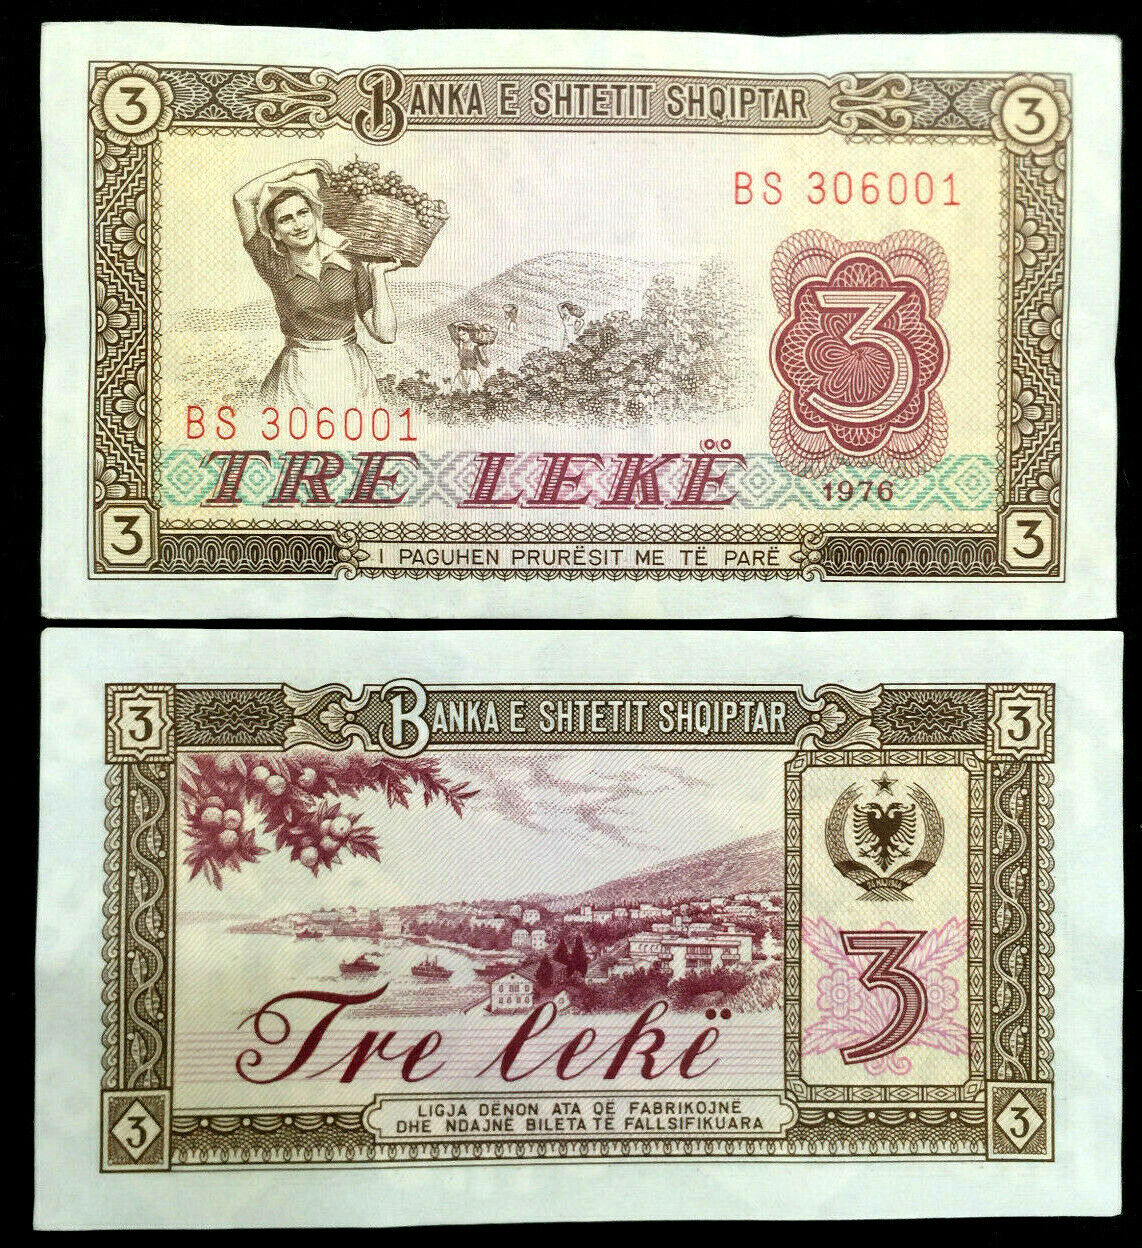 3
BANKA E SHTETIT SHQIPTAR
3
BS 306001
3
BS 306001
TRE LEKË
1976
3
I PAGUHEN PRURËSIT ME TË PARË
3
3
BANKA E SHTETIT SHQIPTAR
3
3
Tre lekë
3
LIGJA DËNON ATA QË FABRIKOJNË
DHE NDAJNË BILETA TË FALLSIFIKUARA
3